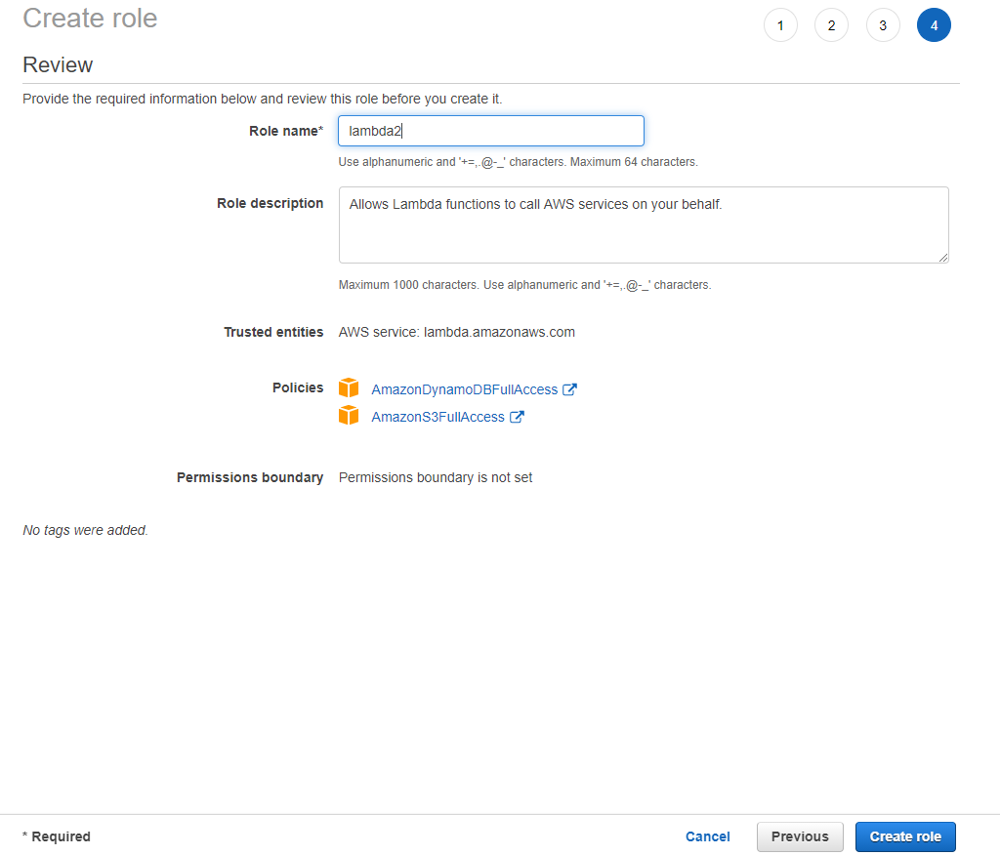 Create role
1 2 3 4
Review
Provide the required information below and review this role before you create it.
Role name* lambda2
Use alphanumeric and '+=,.@-_' characters. Maximum 64 characters.
Role description Allows Lambda functions to call AWS services on your behalf.
Maximum 1000 characters. Use alphanumeric and '+=,.@-_' characters.
Trusted entities AWS service: lambda.amazonaws.com
Policies AmazonDynamoDBFullAccess
AmazonS3FullAccess
Permissions boundary Permissions boundary is not set
No tags were added.
* Required Cancel Previous Create role